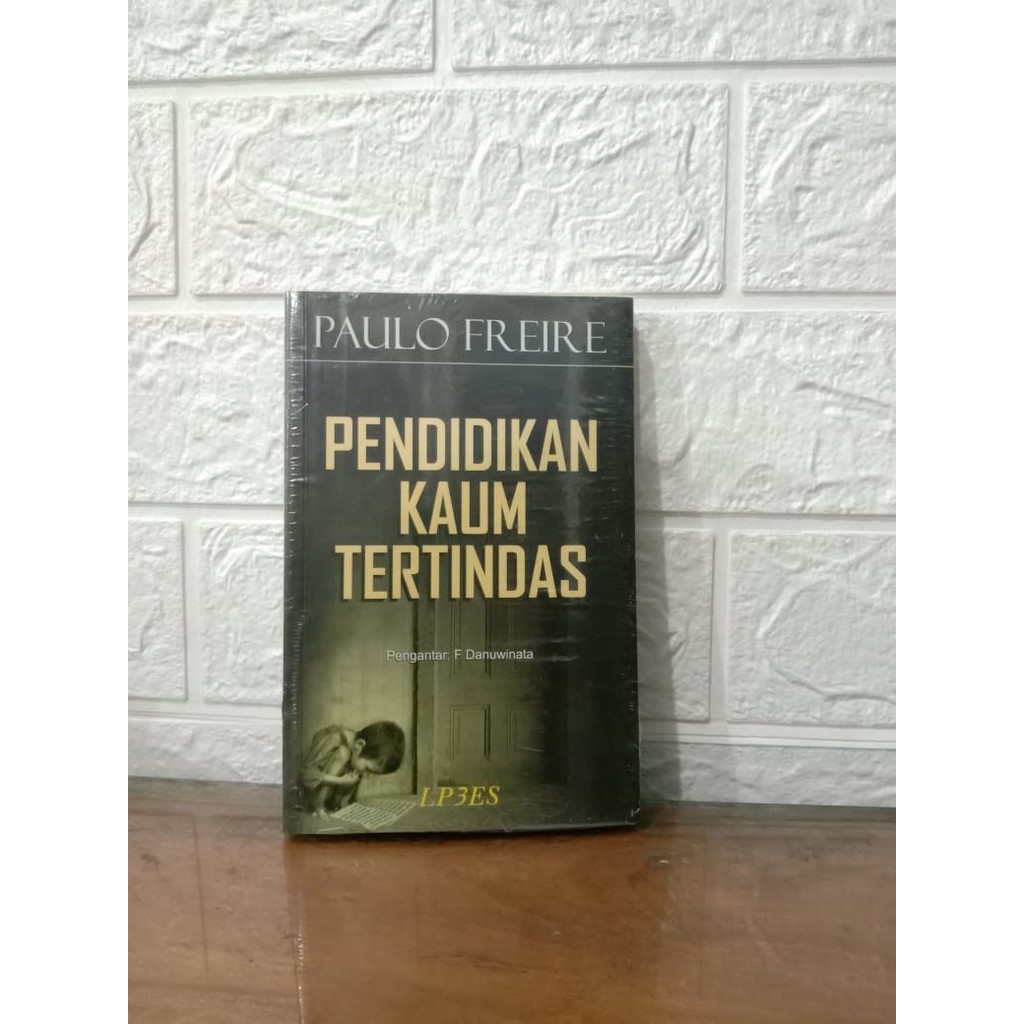 PAULO FREIRE
PENDIDIKAN
KAUM
TERTINDAS
Pengantar: F Danuwinata
LP3ES